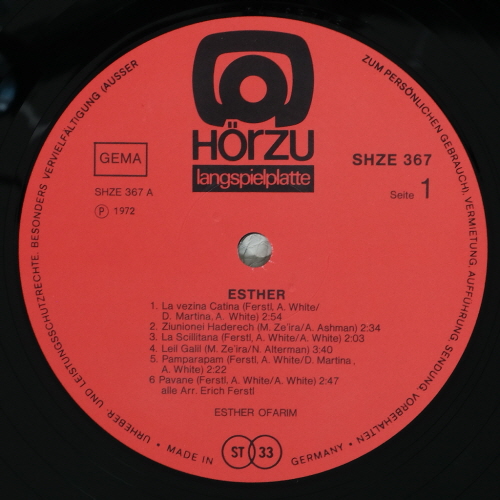 HÖRZU
langspielplatte
GEMA
SHZE 367 A
Ⓟ 1972
SHZE 367
Seite 1
ESTHER
1. La vezina Catina (Ferstl, A. White/
D. Martina, A. White) 2:54
2. Ziunionei Haderech (M. Ze'ira/A. Ashman) 2:34
3. La Scillitana (Ferstl, A. White/A. White) 2:03
4. Leil Galil (M. Ze'ira/N. Alterman) 3:40
5. Pamparapam (Ferstl, A. White/D. Martina,
A. White) 2:22
6 Pavane (Ferstl, A. White/A. White) 2:47
alle Arr. Erich Ferstl
ESTHER OFARIM
ST 33
URHEBER- UND LEISTUNGSSCHUTZRECHTE. BESONDERS VERVIELFÄLTIGUNG (AUSSER
ZUM PERSÖNLICHEN GEBRAUCH), VERMIETUNG, AUFFÜHRUNG, SENDUNG, VORBEHALTEN
• MADE IN GERMANY •